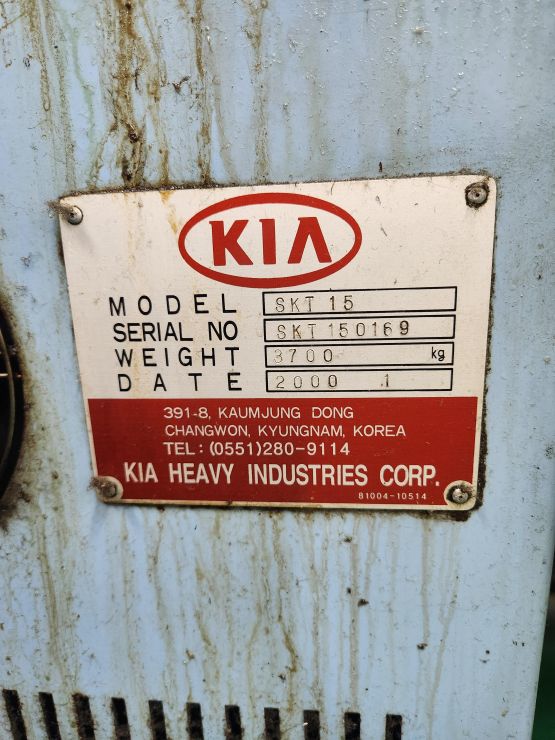 KIA
MODEL SKT 15
SERIAL NO SKT 150169
WEIGHT 3700 kg
DATE 2000 .1
391-8, KAUMJUNG DONG
CHANGWON, KYUNGNAM, KOREA
TEL: (0551)280-9114
KIA HEAVY INDUSTRIES CORP.
81004-10514